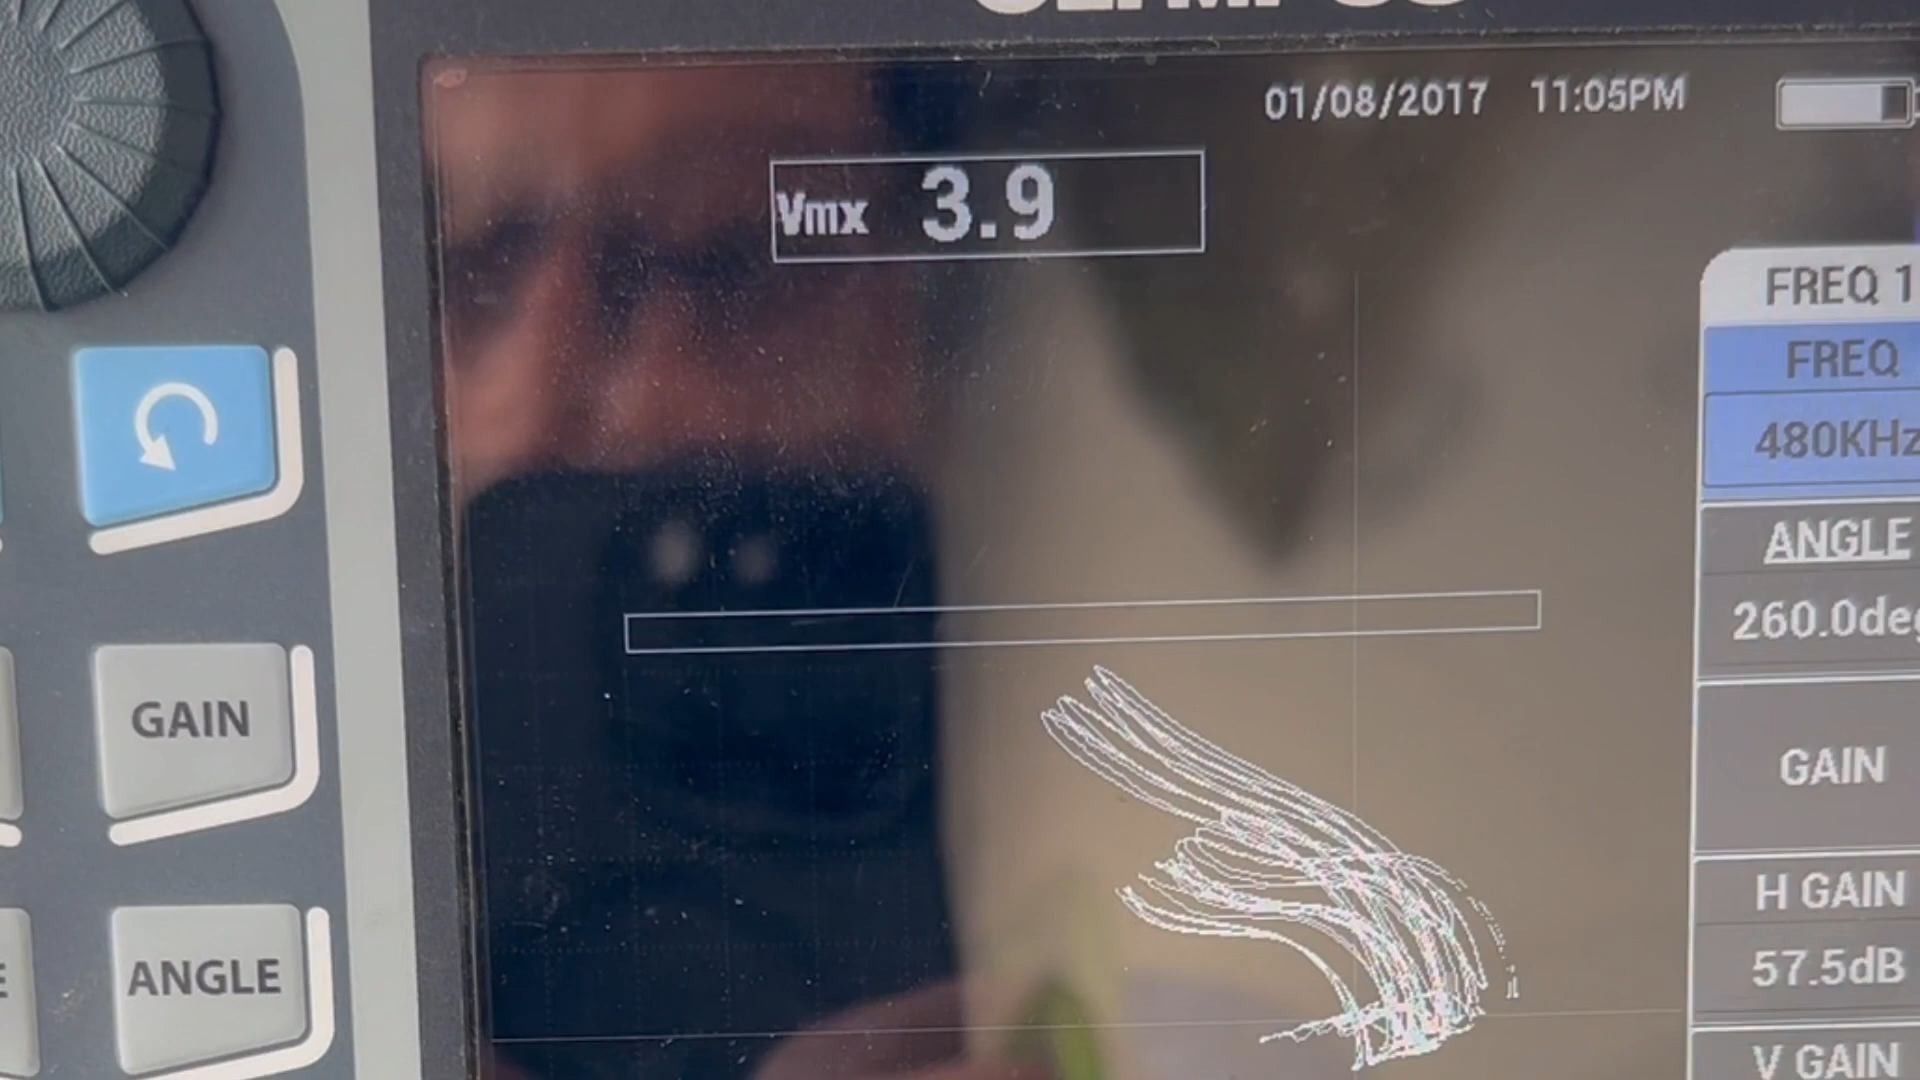 OLYMPUS
01/08/2017 11:05PM
Vmx 3.9
FREQ 1
FREQ
480KHz
ANGLE
260.0deg
GAIN
H GAIN
57.5dB
V GAIN
GAIN
ANGLE
E